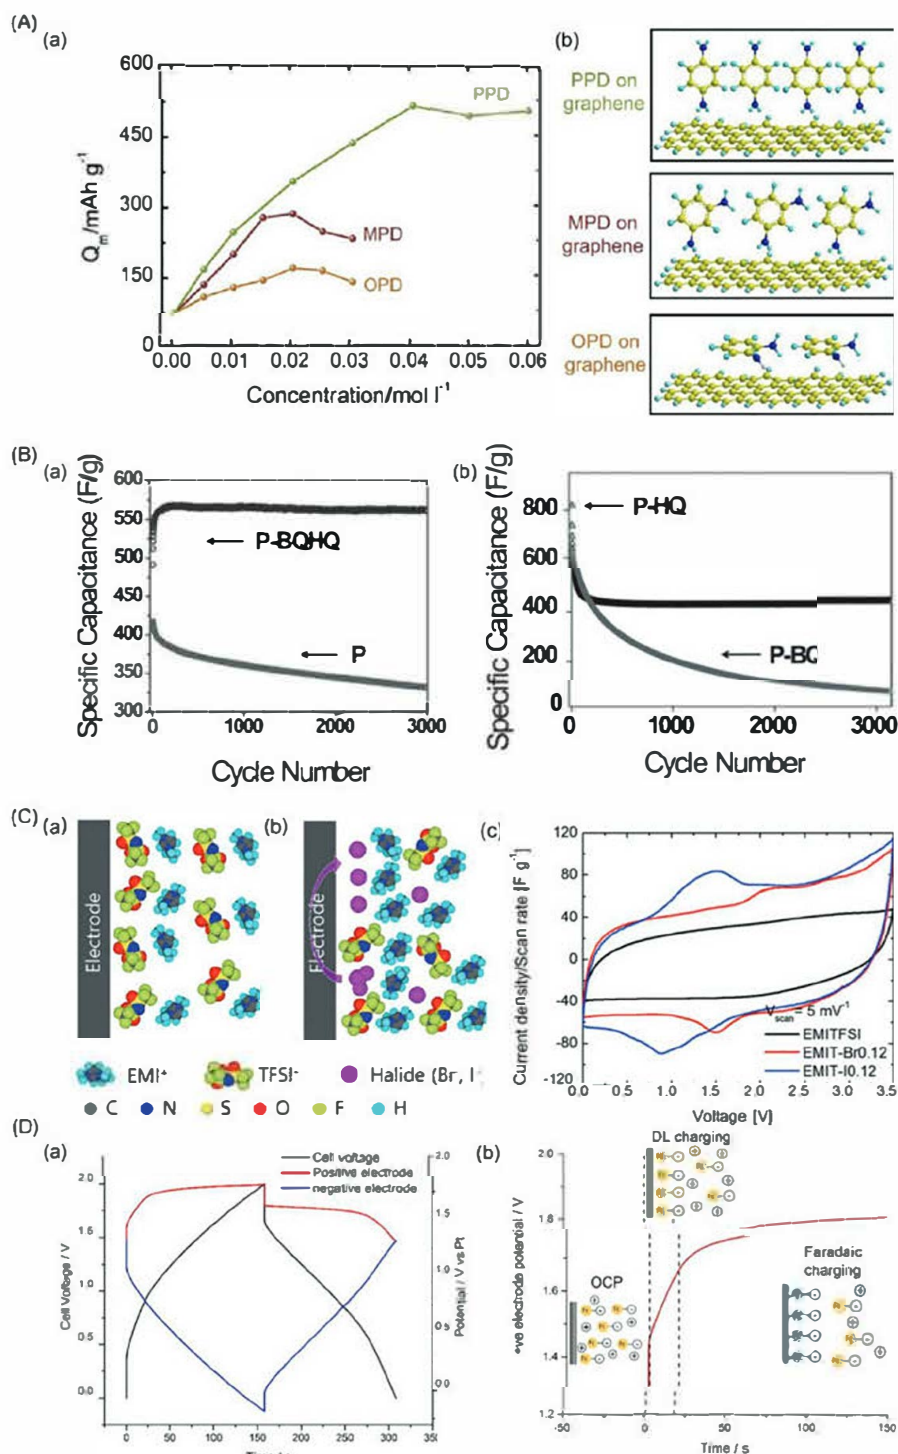 (A)
(a)
600
450
300
150
0
Qm/mAh g-1
PPD
MPD
OPD
0.00 0.01 0.02 0.03 0.04 0.05 0.06
Concentration/mol l-1
(b)
PPD on
graphene
MPD on
graphene
OPD on
graphene
(B)
(a)
Specific Capacitance (F/g)
600
550
500
450
400
350
300
P-BQHQ
P
0 1000 2000 3000
Cycle Number
(b)
Specific Capacitance (F/g)
800
600
400
200
0
P-HQ
P-BQ
0 1000 2000 3000
Cycle Number
(C)
(a)
Electrode
(b)
Electrode
EMI+ TFSI- Halide (Br, I
C N S O F H
(c)
Current density/Scan rate [F g-1]
120
80
40
0
-40
-80
-120
Vscan = 5 mV-1
EMITFSI
EMIT-Br0.12
EMIT-I0.12
0.0 0.5 1.0 1.5 2.0 2.5 3.0 3.5
Voltage [V]
(D)
(a)
Cell voltage
Positive electrode
negative electrode
Cell Voltage / V
2.0
1.5
1.0
0.5
0.0
Potential / V vs Pt
2.0
1.5
1.0
0.5
0.0
0 50 100 150 200 250 300 35
(b)
+ve electrode potential / V
2.0
1.8
1.6
1.4
1.2
DL charging
OCP
Faradaic
charging
-50 0 50 100 150
Time / s